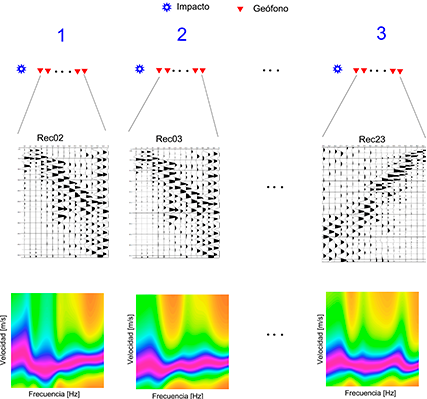 Impacto Geófono
1 2 3
Rec02 Rec03 Rec23
Velocidad [m/s] Velocidad [m/s] Velocidad [m/s]
Frecuencia [Hz] Frecuencia [Hz] Frecuencia [Hz]